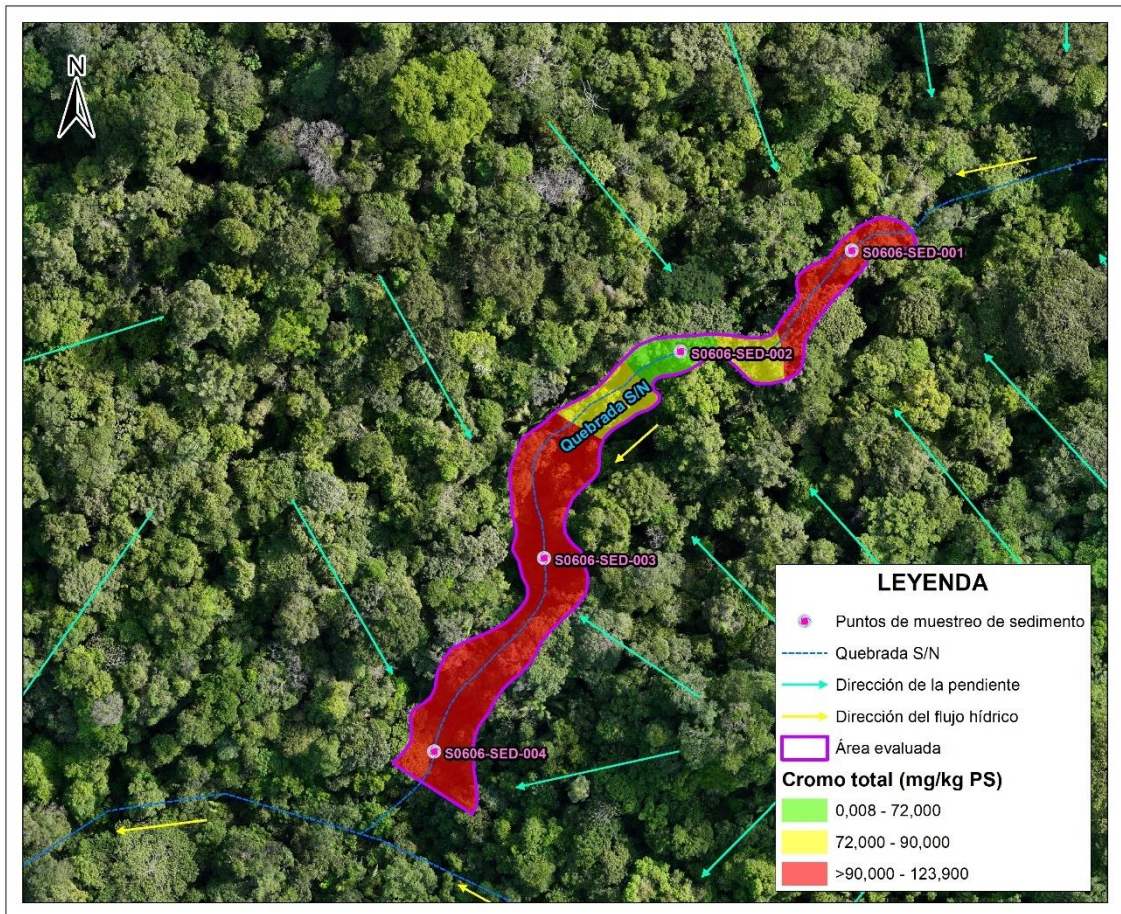 N
S0606-SED-001
S0606-SED-002
Quebrada S/N
S0606-SED-003
S0606-SED-004
LEYENDA
Puntos de muestreo de sedimento
Quebrada S/N
Dirección de la pendiente
Dirección del flujo hídrico
Área evaluada
Cromo total (mg/kg PS)
0,008 - 72,000
72,000 - 90,000
>90,000 - 123,900